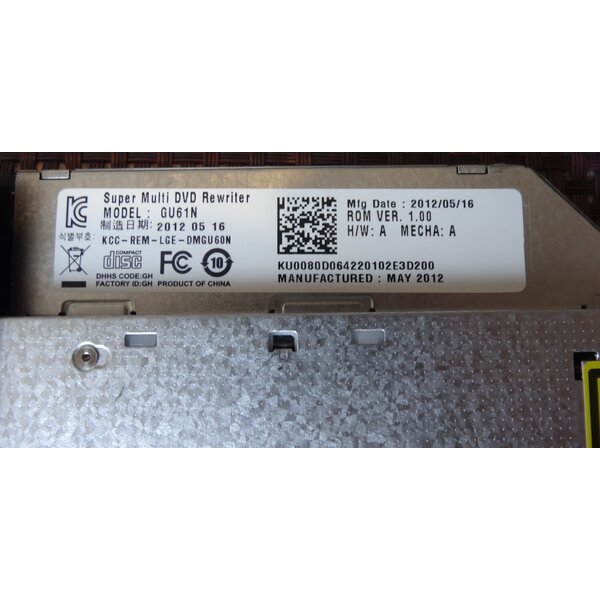 Super Multi DVD Rewriter
MODEL : GU61N
制造日期: 2012 05 16
식별부호:
KCC-REM-LGE-DMGU60N
COMPACT
disc
FC
10
DHHS CODE:GH
FACTORY ID:GH PRODUCT OF CHINA
Mfg Date : 2012/05/16
ROM VER. 1.00
H/W: A MECHA: A
KU0080D064220102E3D200
MANUFACTURED : MAY 2012